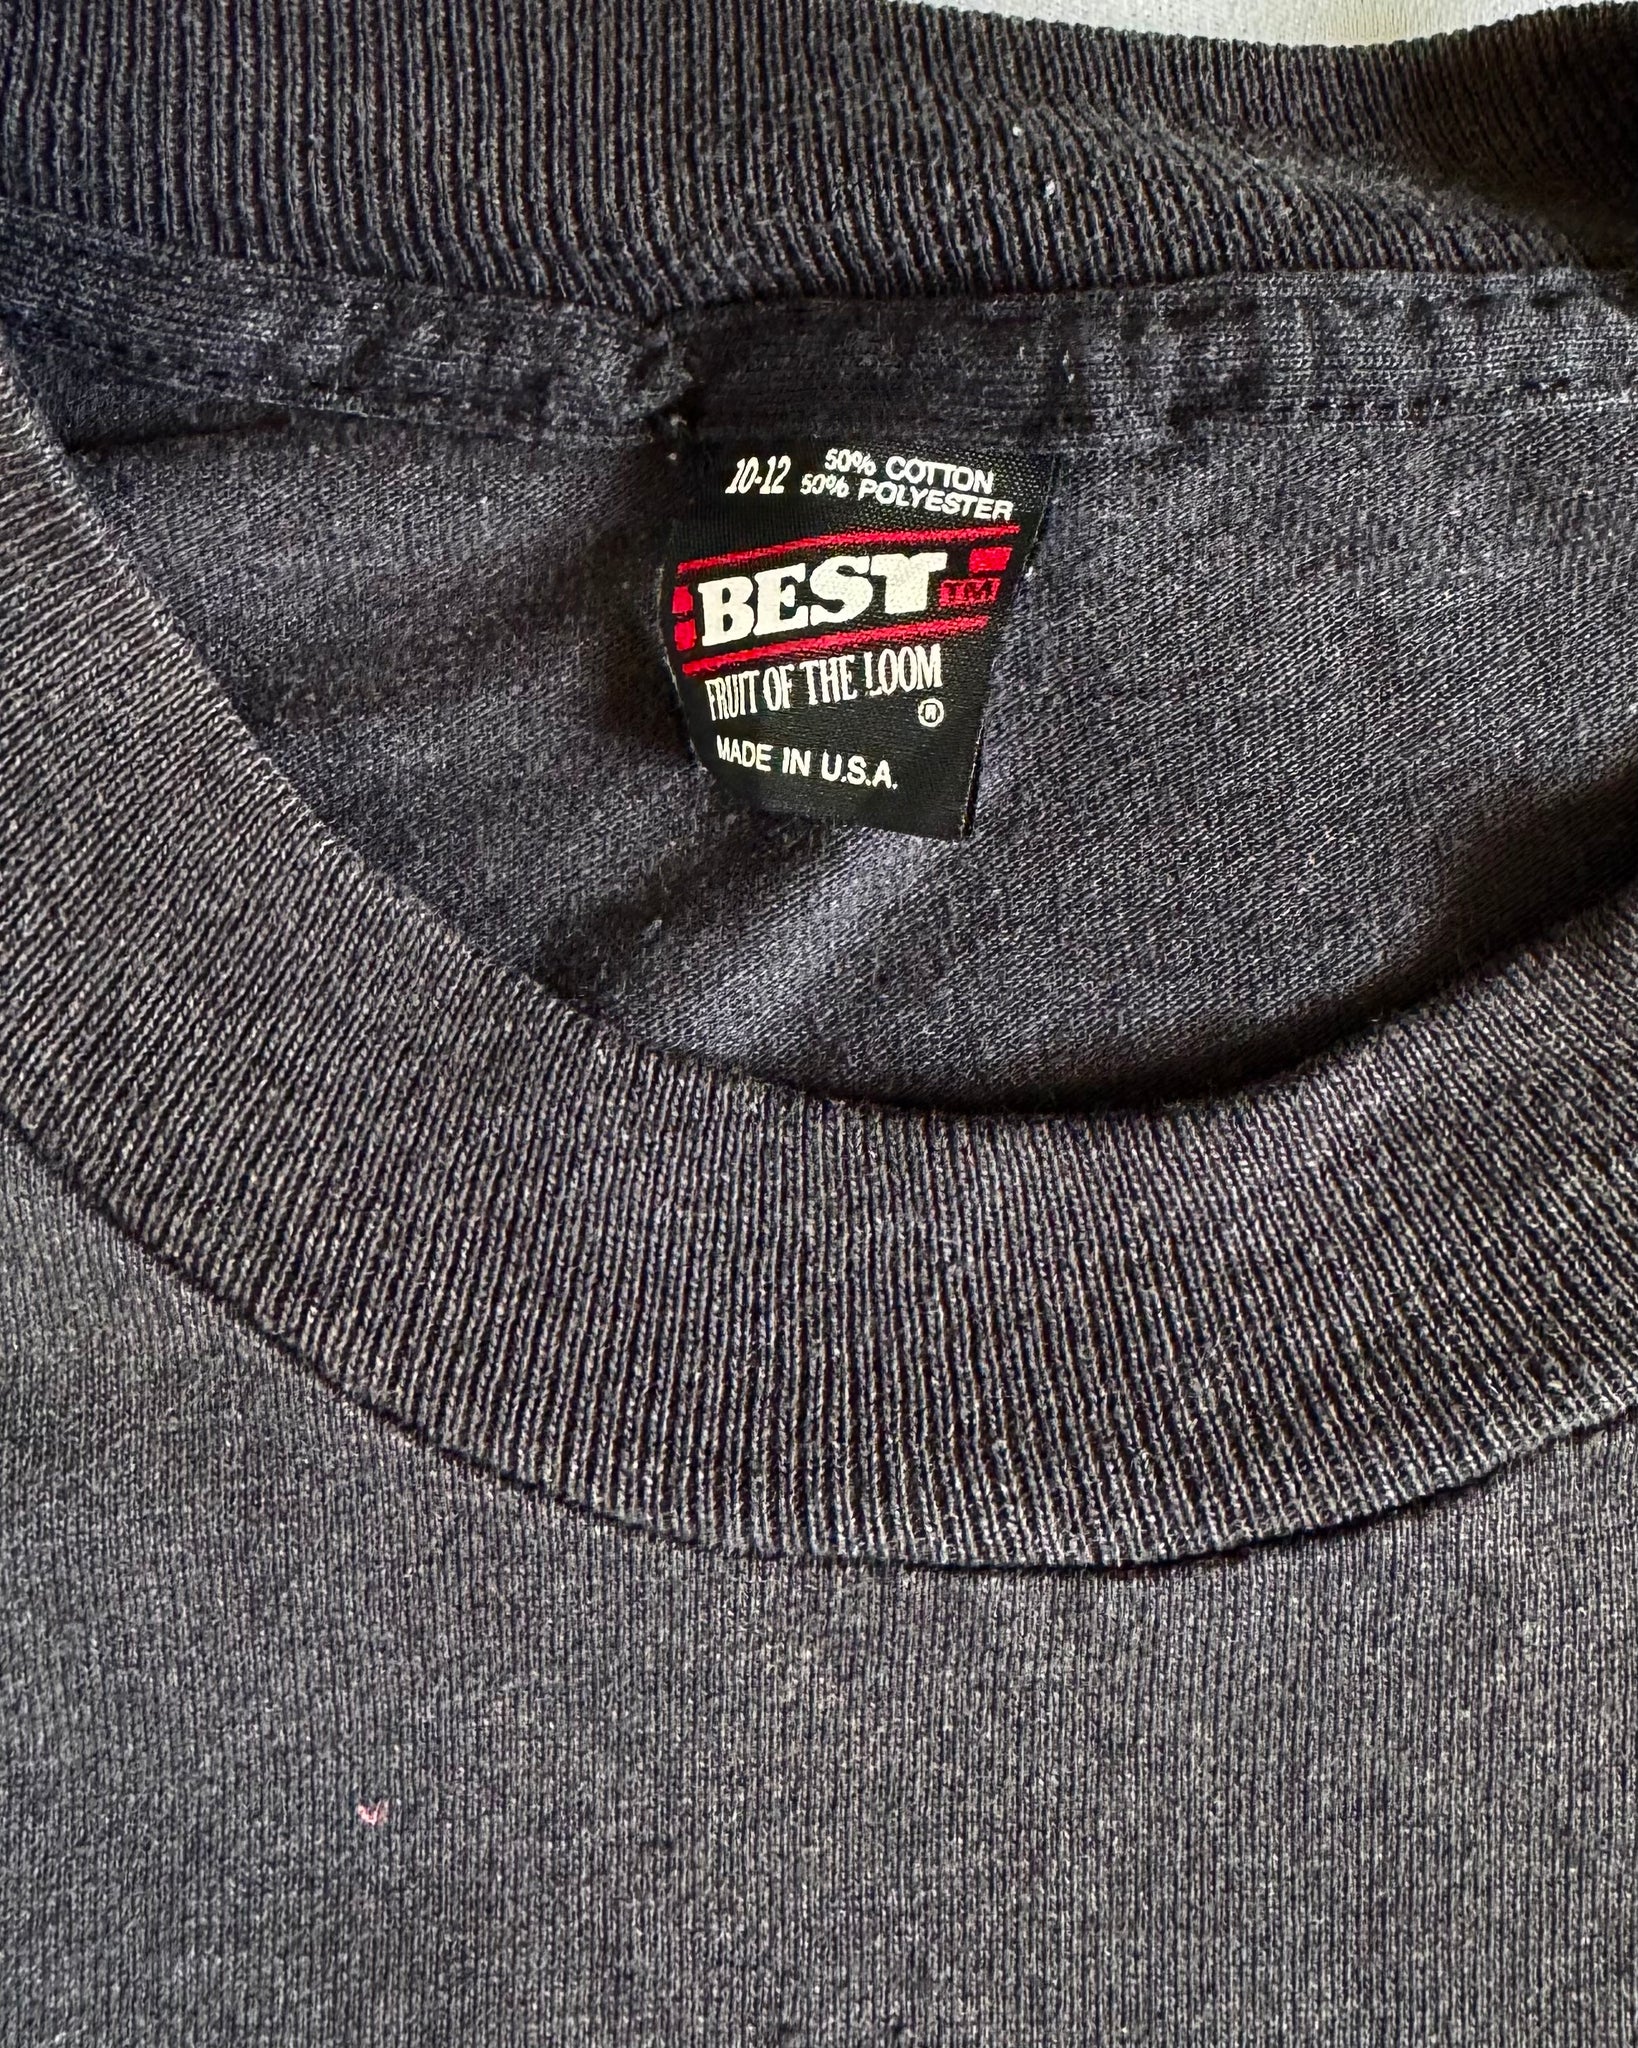 10-12 50% COTTON
50% POLYESTER
BEST TM
FRUIT OF THE LOOM
®
MADE IN U.S.A.